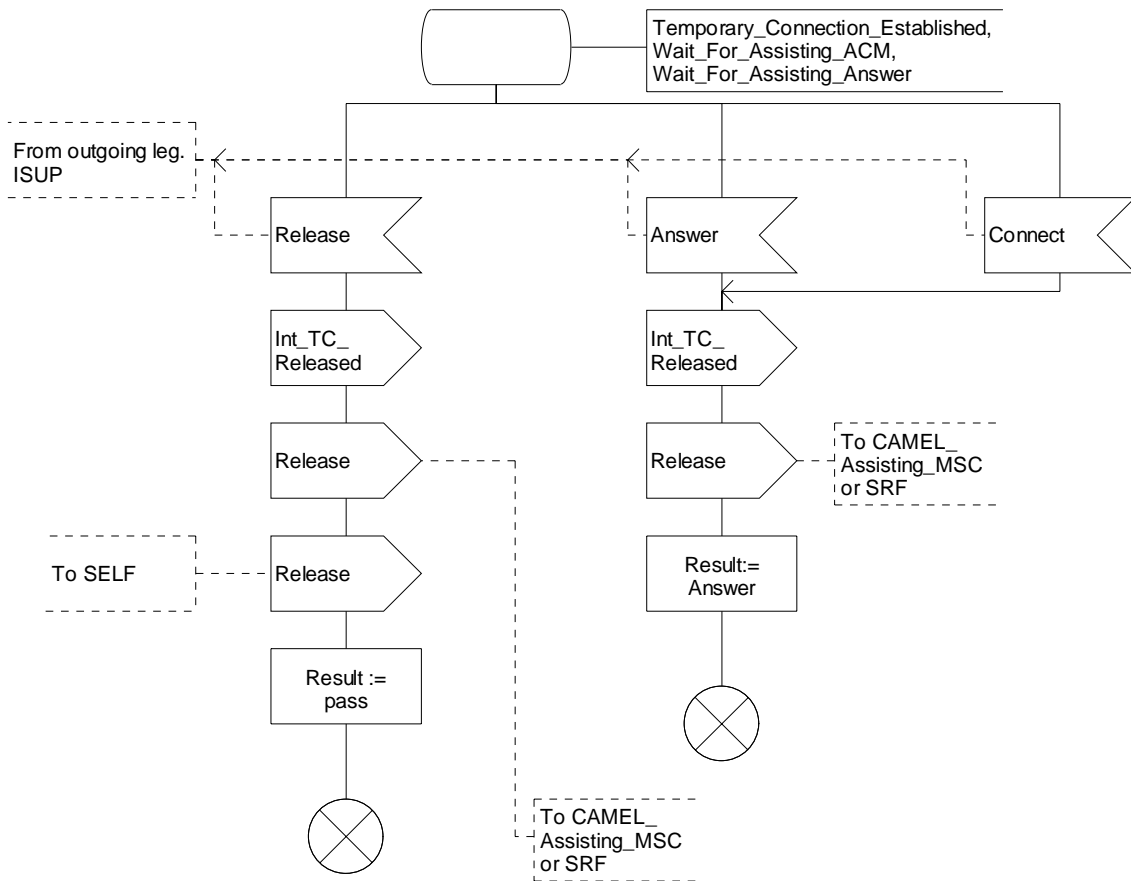 Temporary_Connection_Established,
Wait_For_Assisting_ACM,
Wait_For_Assisting_Answer
From outgoing leg.
ISUP
Release
Answer
Connect
Int_TC_
Released
Int_TC_
Released
Release
Release
To CAMEL_
Assisting_MSC
or SRF
To SELF
Release
Result:=
Answer
Result :=
pass
To CAMEL_
Assisting_MSC
or SRF